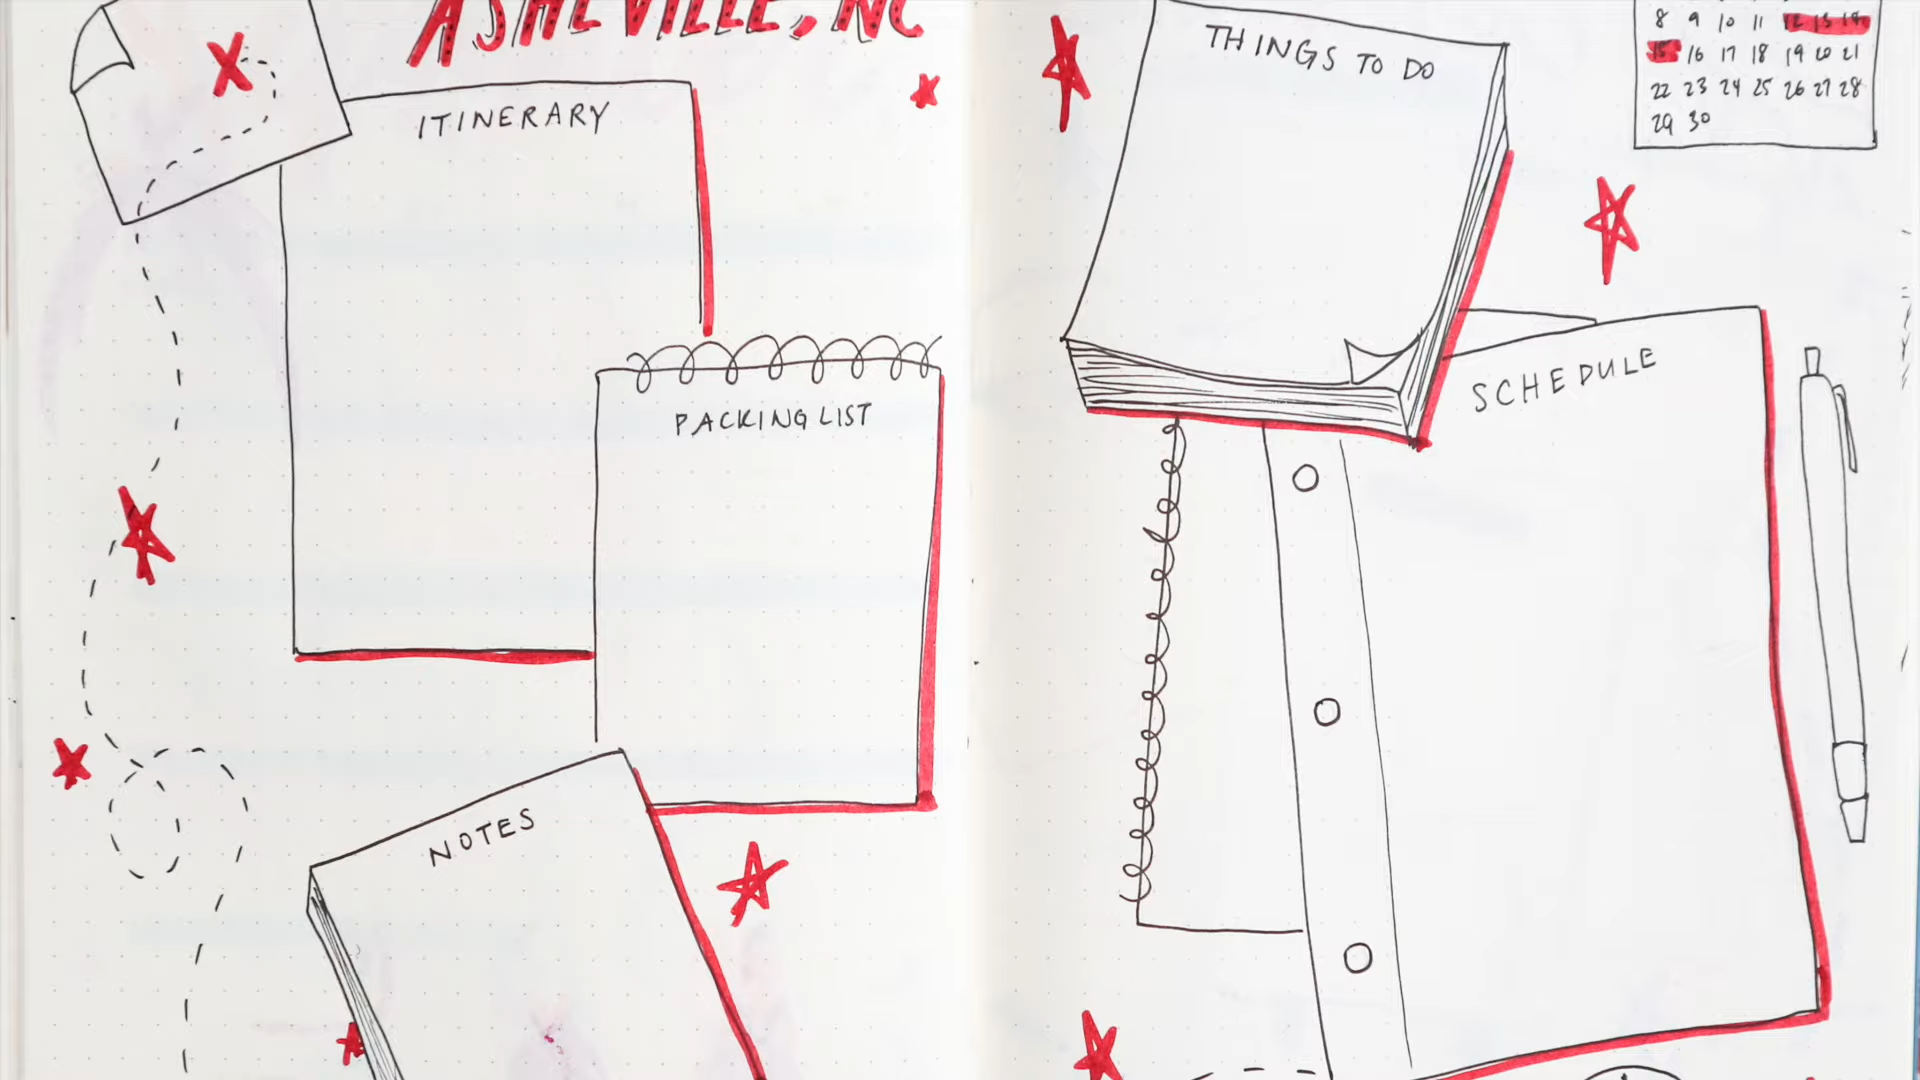 ASHEVILLE, NC
ITINERARY
PACKING LIST
NOTES
THINGS TO DO
8 9 10 11 12 13 14
15 16 17 18 19 20 21
22 23 24 25 26 27 28
29 30
SCHEDULE